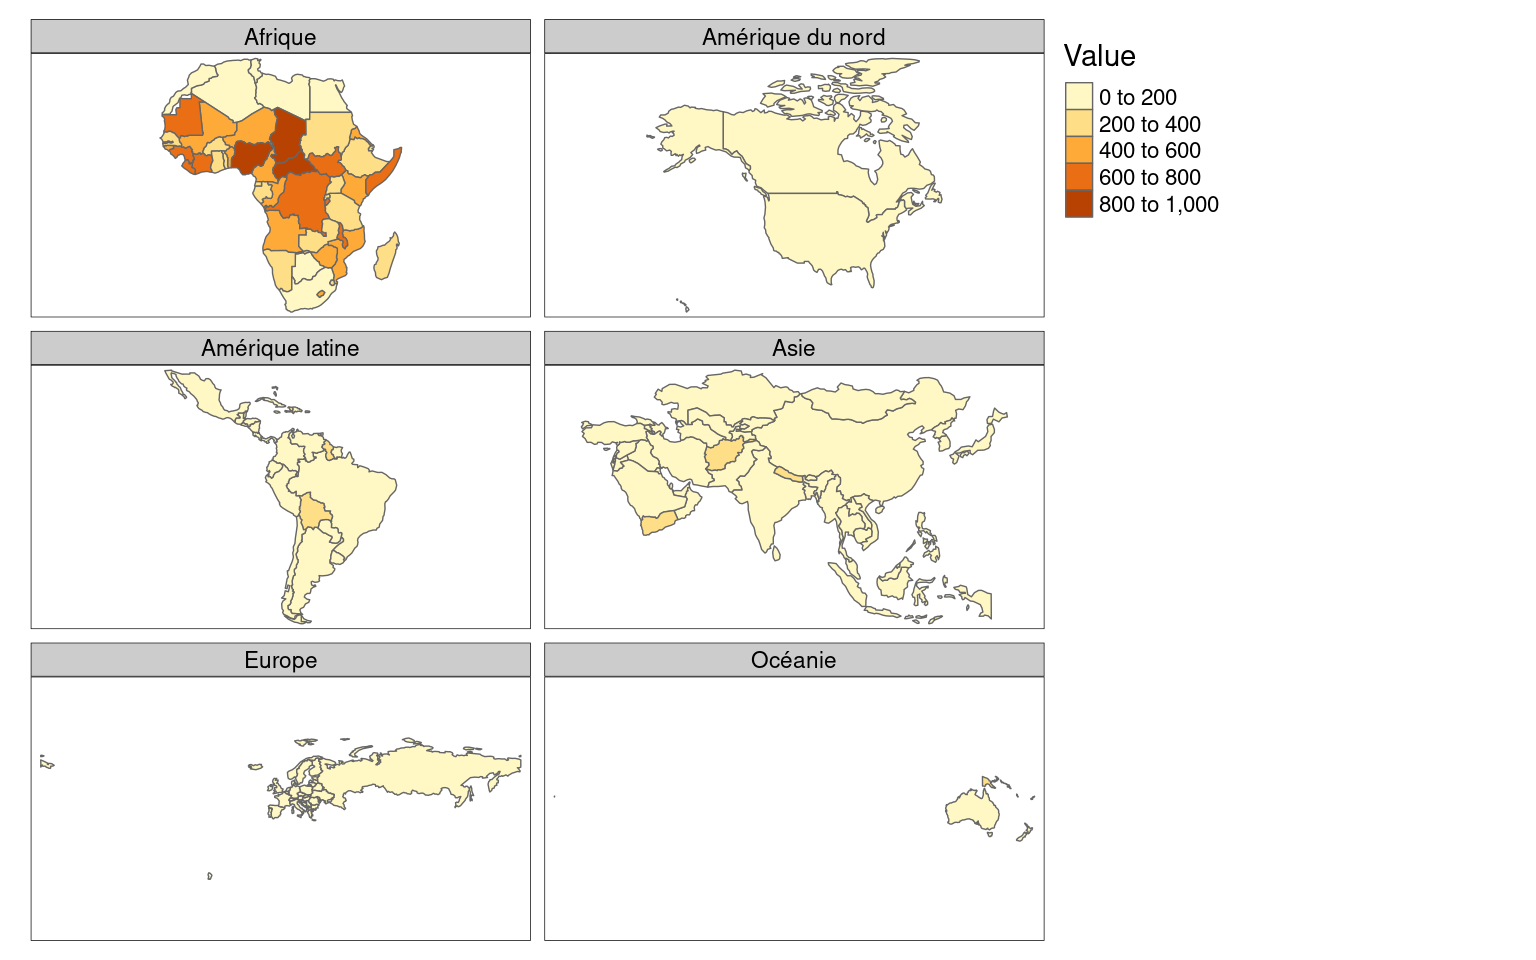 Afrique
Amérique du nord
Value
0 to 200
200 to 400
400 to 600
600 to 800
800 to 1,000
Amérique latine
Asie
Europe
Océanie